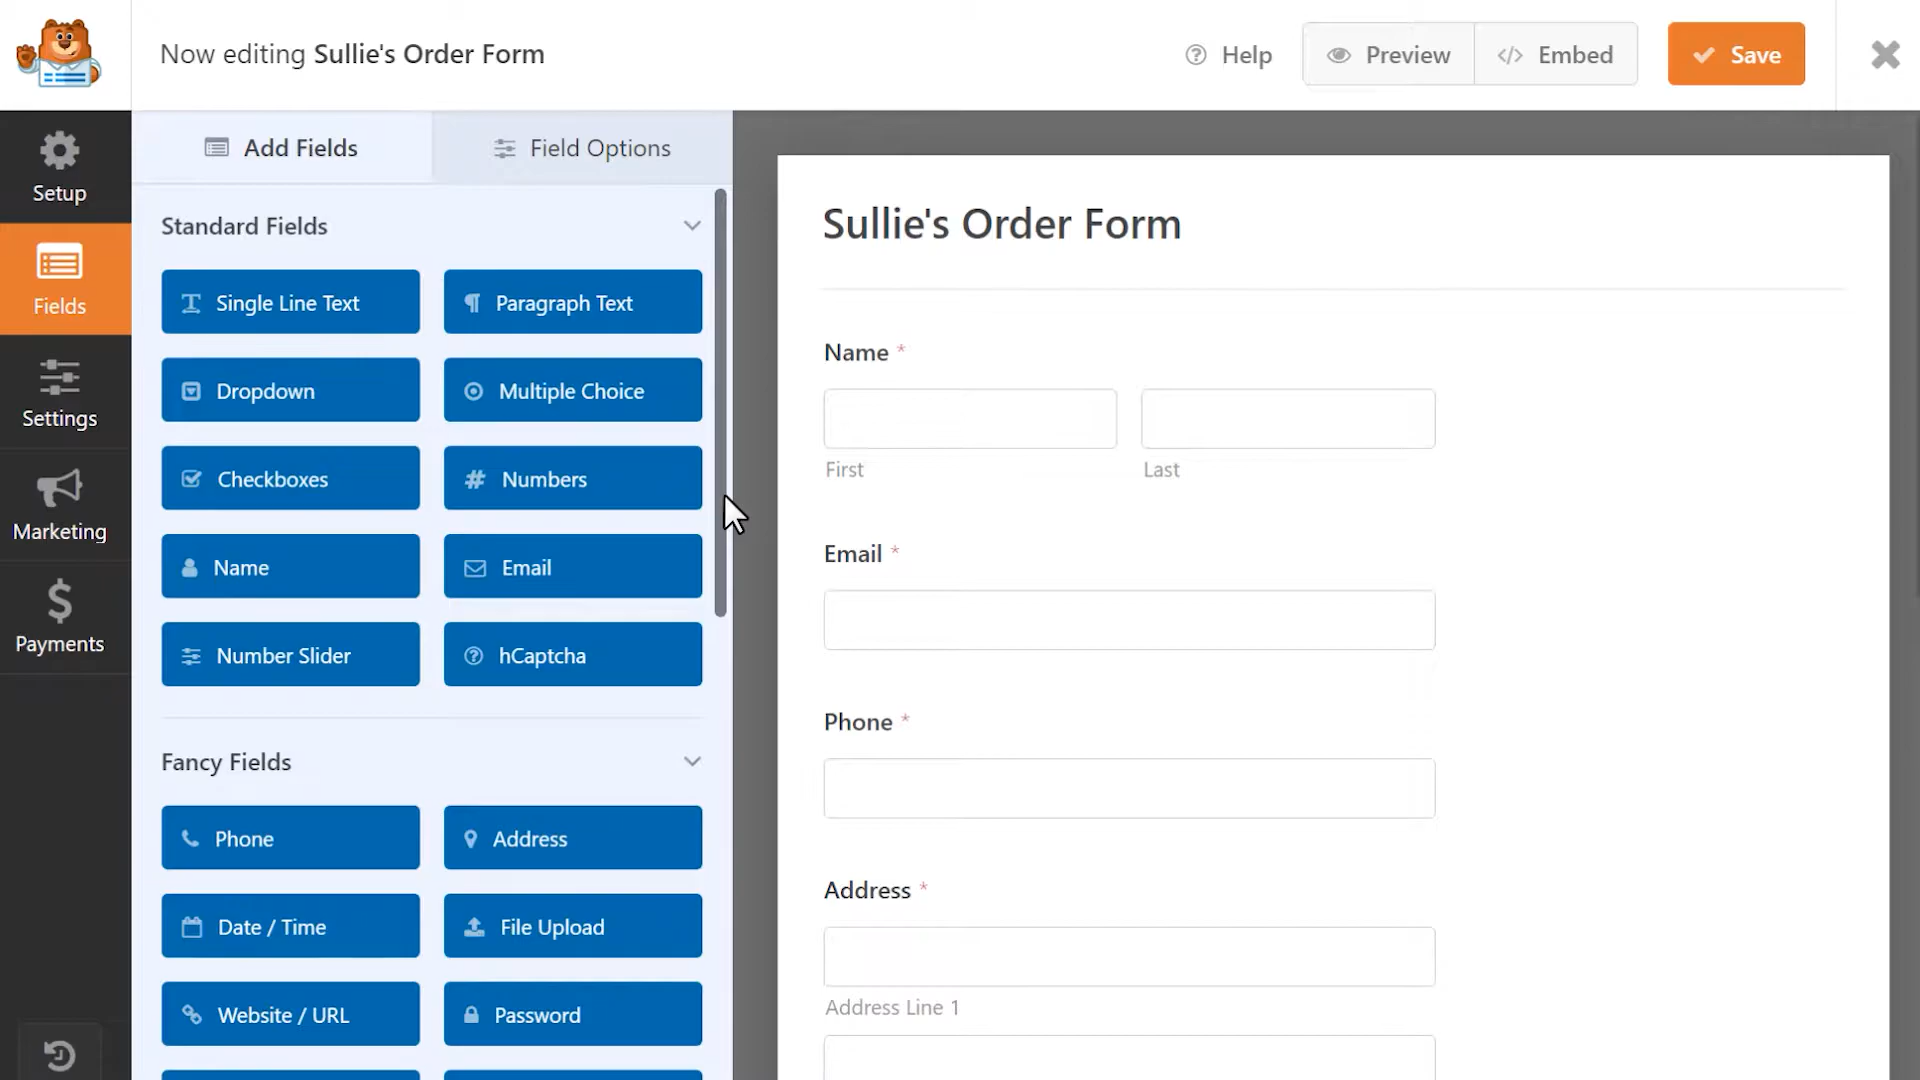 Now editing Sullie's Order Form
Help
Preview
Embed
Save
Setup
Fields
Settings
Marketing
Payments
Add Fields
Field Options
Standard Fields
Single Line Text
Paragraph Text
Dropdown
Multiple Choice
Checkboxes
Numbers
Name
Email
Number Slider
hCaptcha
Fancy Fields
Phone
Address
Date / Time
File Upload
Website / URL
Password
Sullie's Order Form
Name *
First
Last
Email *
Phone *
Address *
Address Line 1